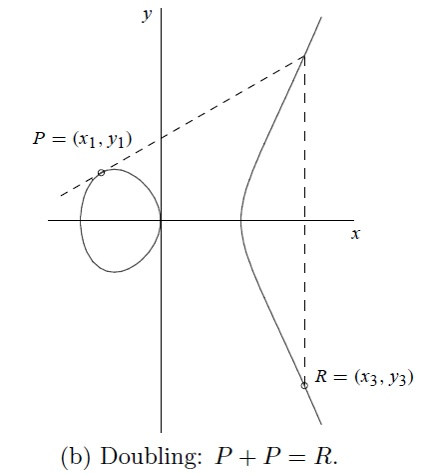 y
P = (x₁, y₁)
x
R = (x₃, y₃)
(b) Doubling: P + P = R.